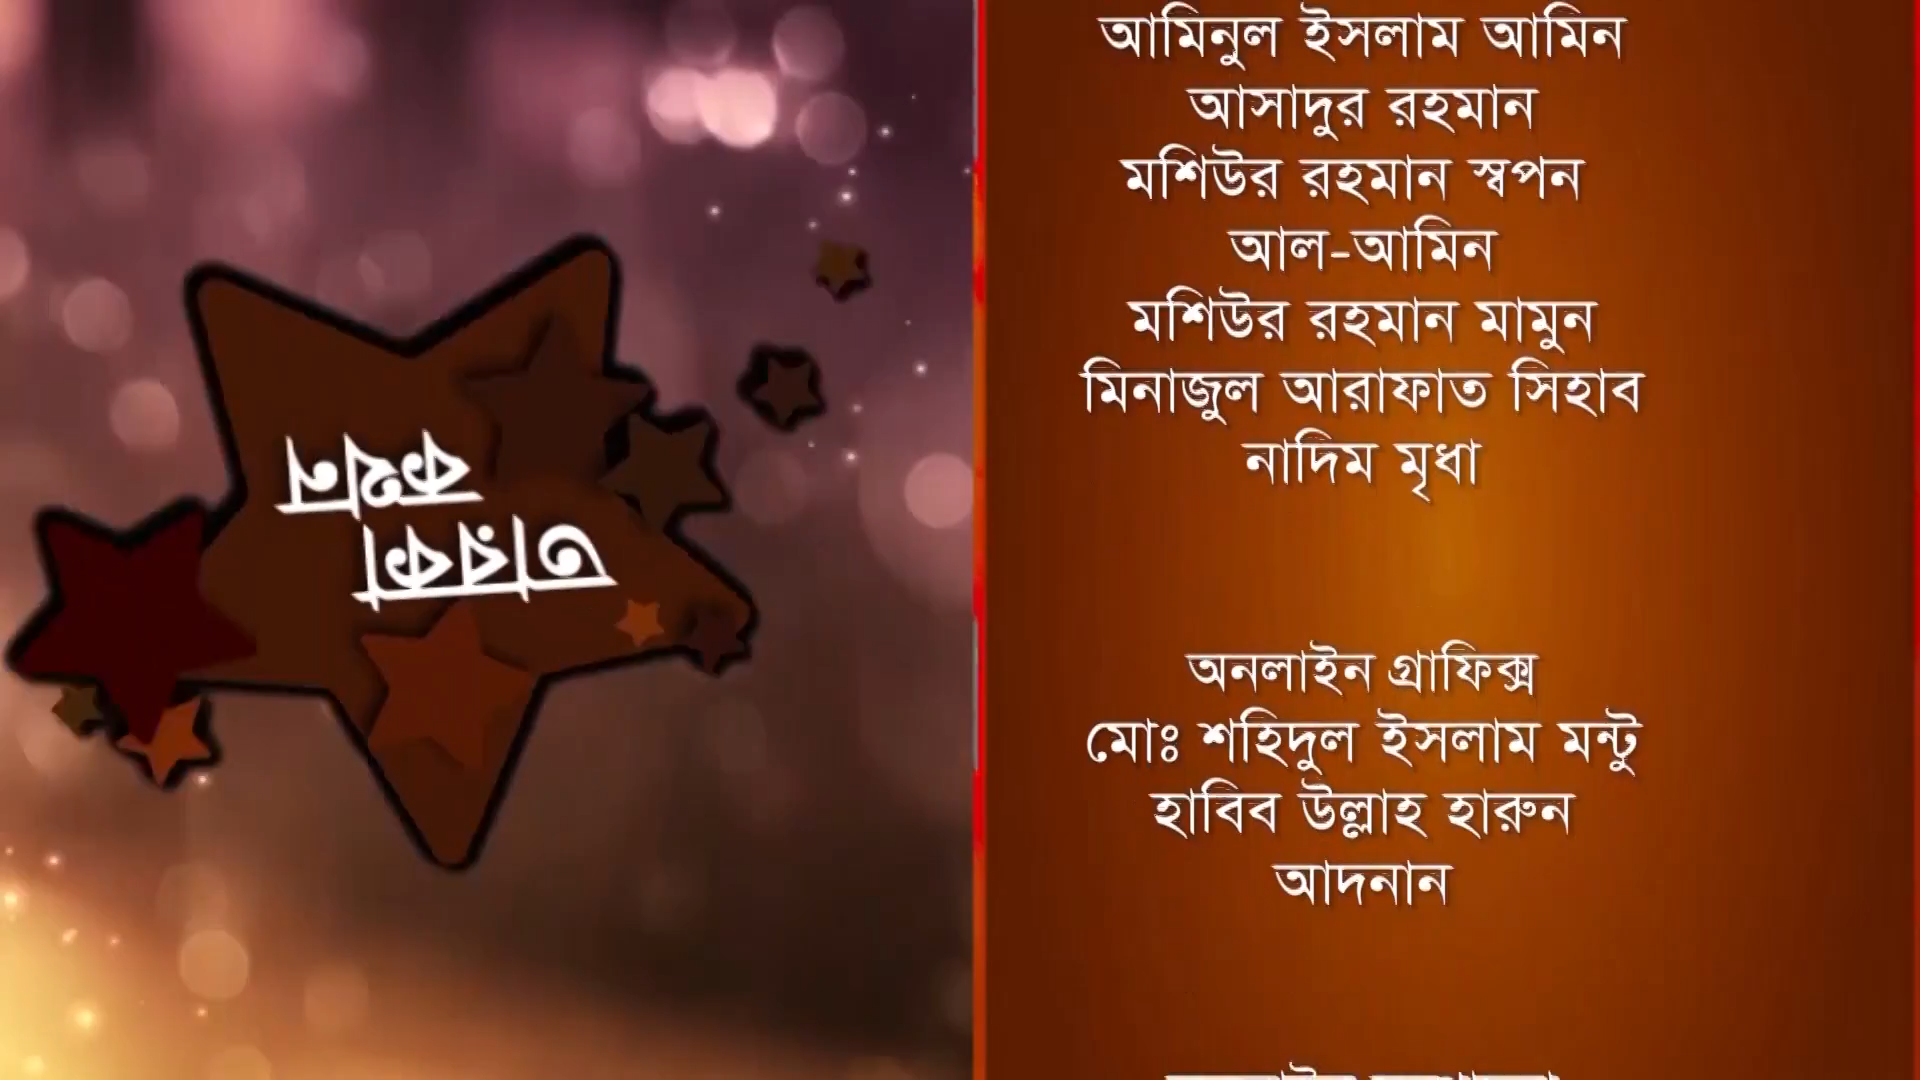 তারকা
কথন
আমিনুল ইসলাম আমিন
আসাদুর রহমান
মশিউর রহমান স্বপন
আল-আমিন
মশিউর রহমান মামুন
মিনাজুল আরাফাত সিহাব
নাদিম মৃধা
অনলাইন গ্রাফিক্স
মোঃ শহিদুল ইসলাম মন্টু
হাবিব উল্লাহ হারুন
আদনান